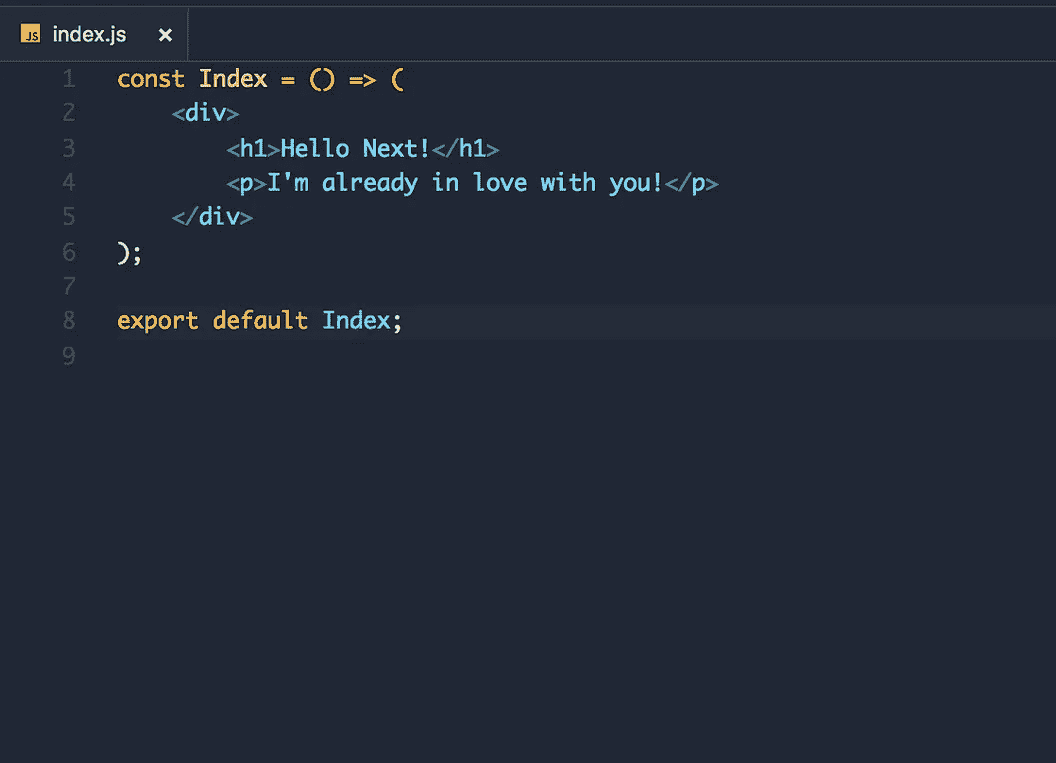 JS index.js ×
1 const Index = () => (
2     <div>
3         <h1>Hello Next!</h1>
4         <p>I'm already in love with you!</p>
5     </div>
6 );
7
8 export default Index;
9